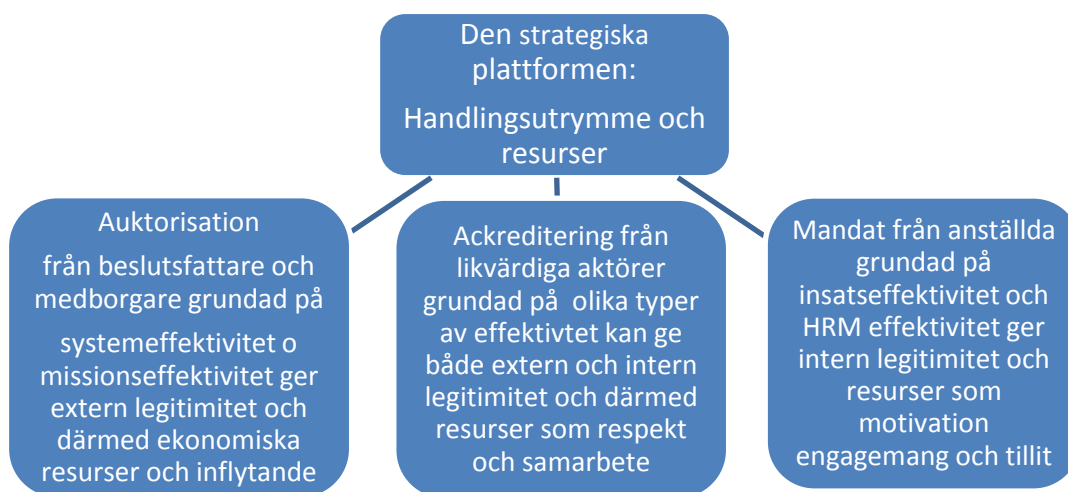 Den strategiska
plattformen:
Handlingsutrymme och
resurser
Auktorisation
från beslutsfattare och
medborgare grundad på
systemeffektivitet o
missionseffektivitet ger
extern legitimitet och
därmed ekonomiska
resurser och inflytande
Ackreditering från
likvärdiga aktörer
grundad på olika typer
av effektivtet kan ge
både extern och intern
legitimitet och därmed
resurser som respekt
och samarbete
Mandat från anställda
grundad på
insatseffektivitet och
HRM effektivitet ger
intern legitimitet och
resurser som
motivation
engagemang och tillit